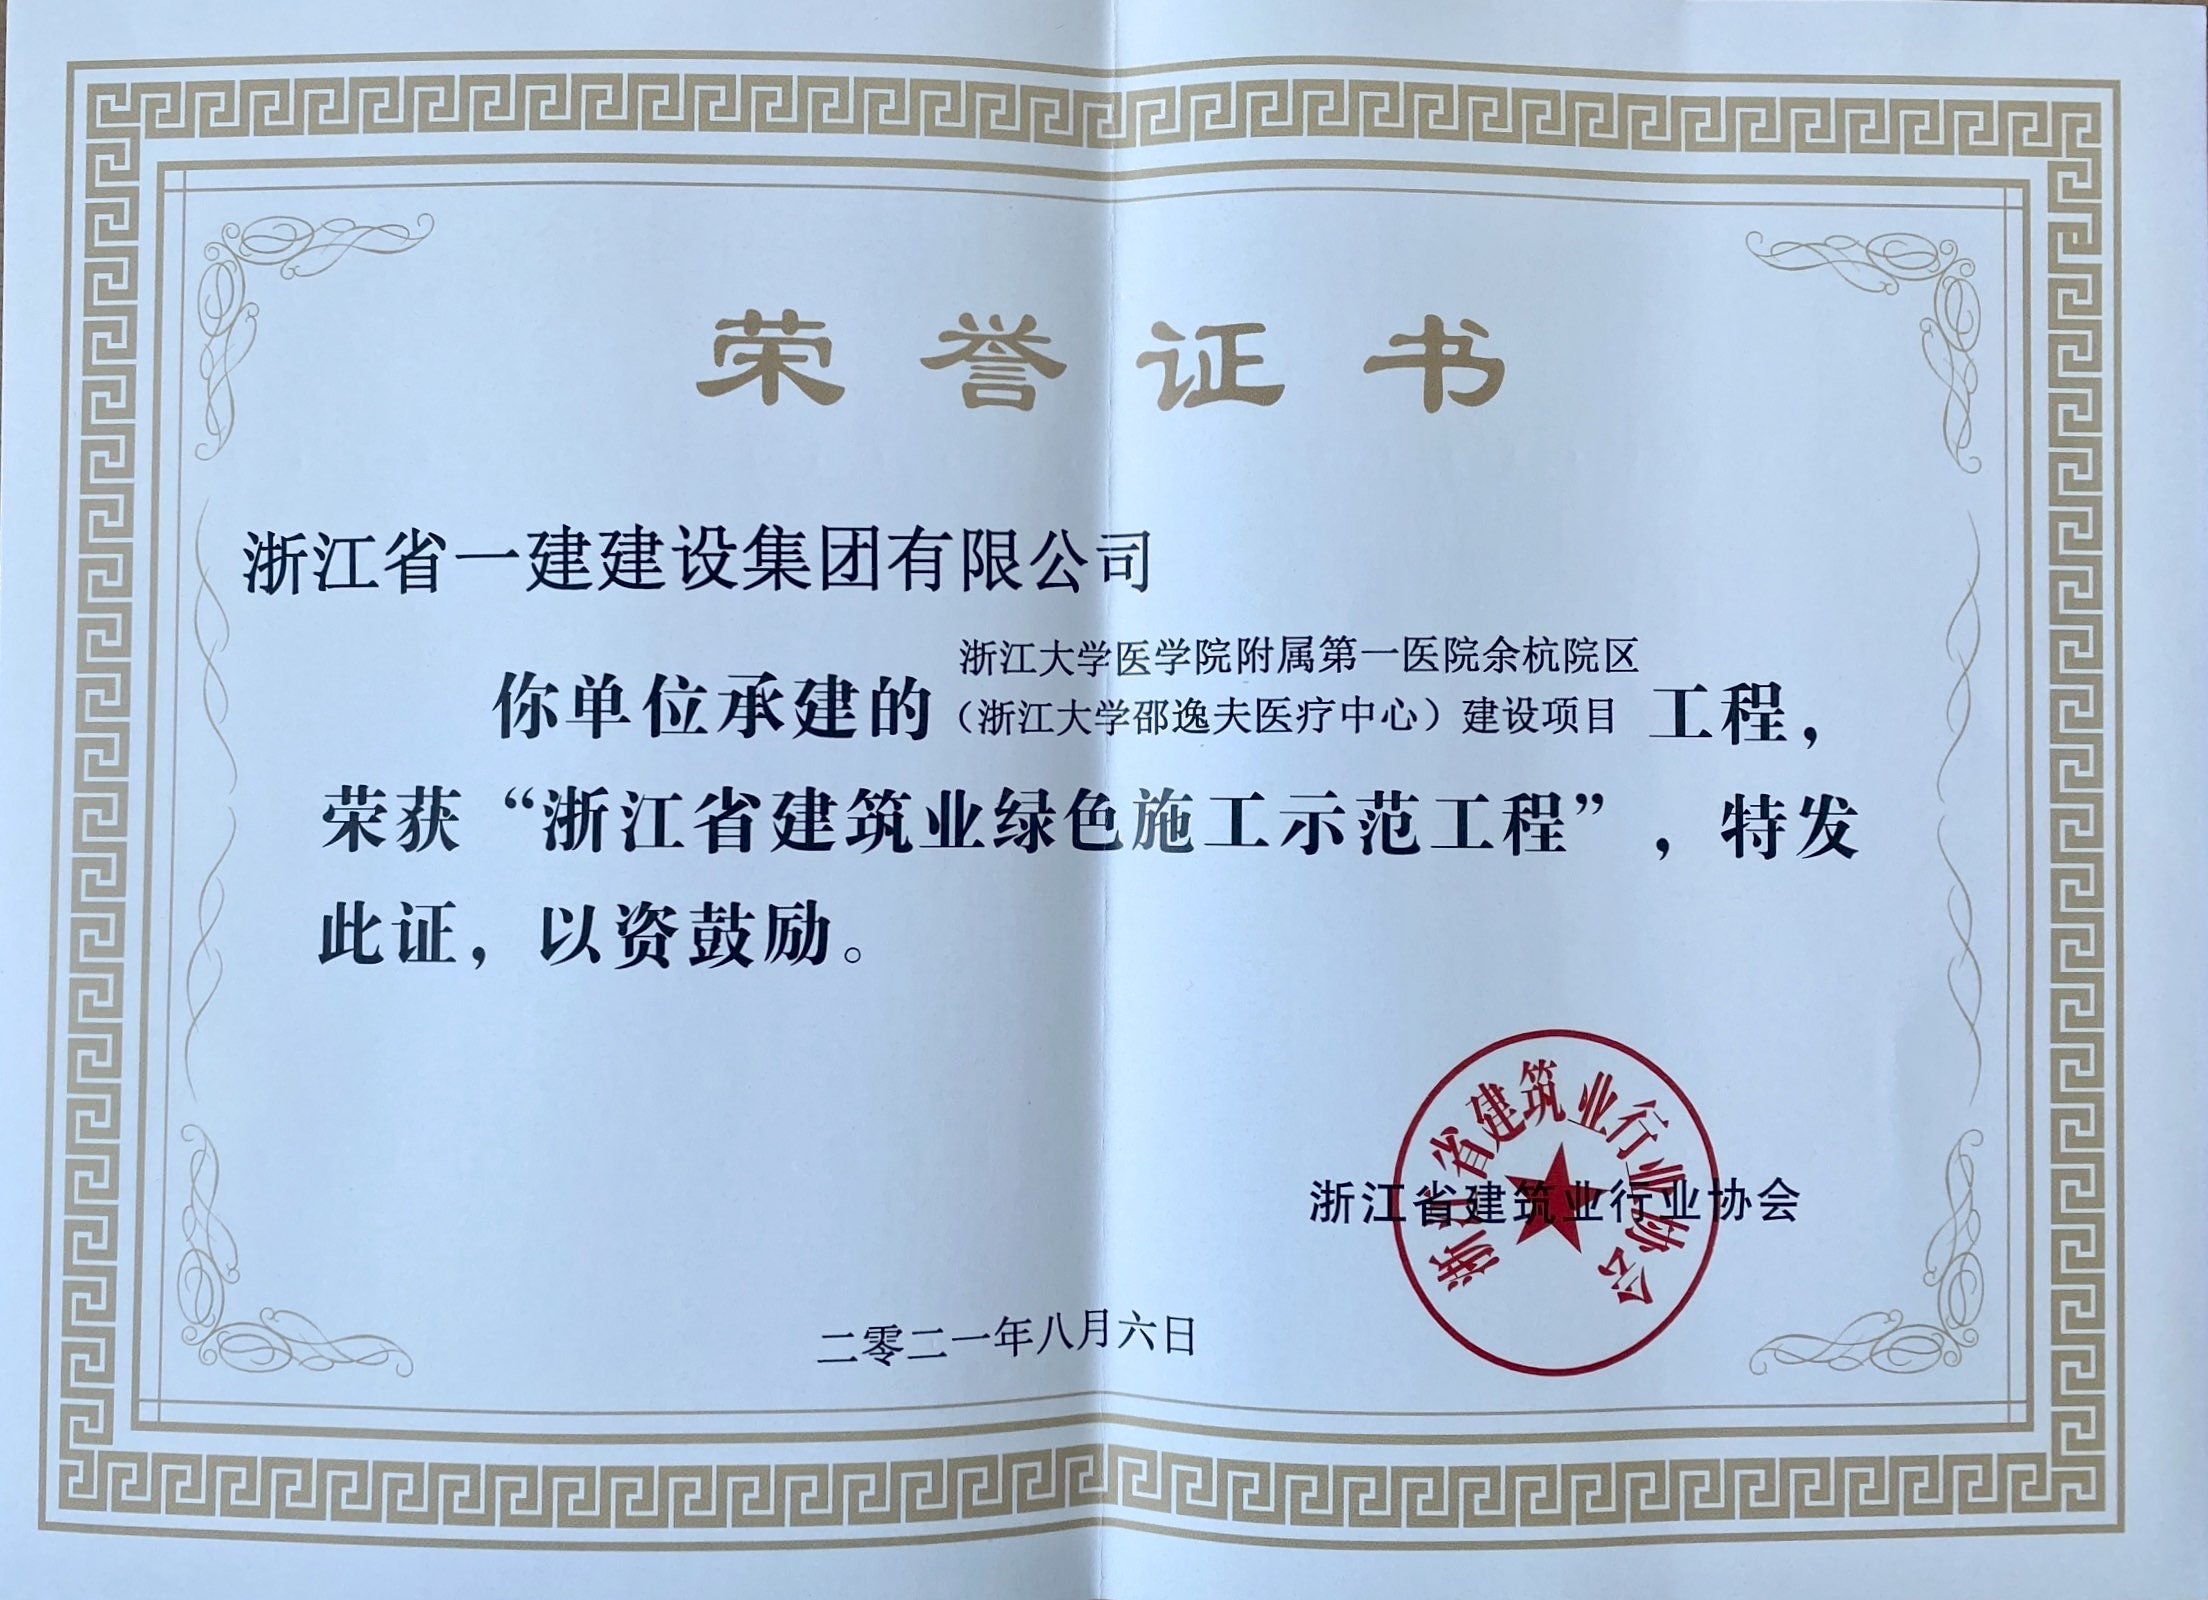 荣誉证书
浙江省一建建设集团有限公司
你单位承建的 浙江大学医学院附属第一医院余杭院区
（浙江大学邵逸夫医疗中心）建设项目 工程，
荣获“浙江省建筑业绿色施工示范工程”，特发
此证，以资鼓励。
浙江省建筑业行业协会
浙江省建筑业行业协会
二零二一年八月六日